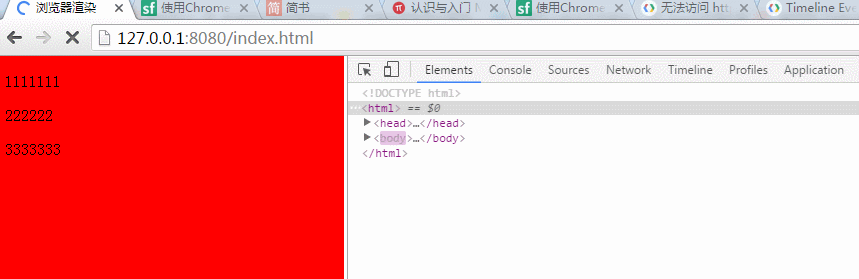 浏览器渲染 使用Chrome 简书 认识与入门 使用Chrome 无法访问 htt Timeline Eve
127.0.0.1:8080/index.html
1111111
222222
3333333
Elements Console Sources Network Timeline Profiles Application
<!DOCTYPE html>
…<html> == $0
▶<head>…</head>
▶<body>…</body>
</html>